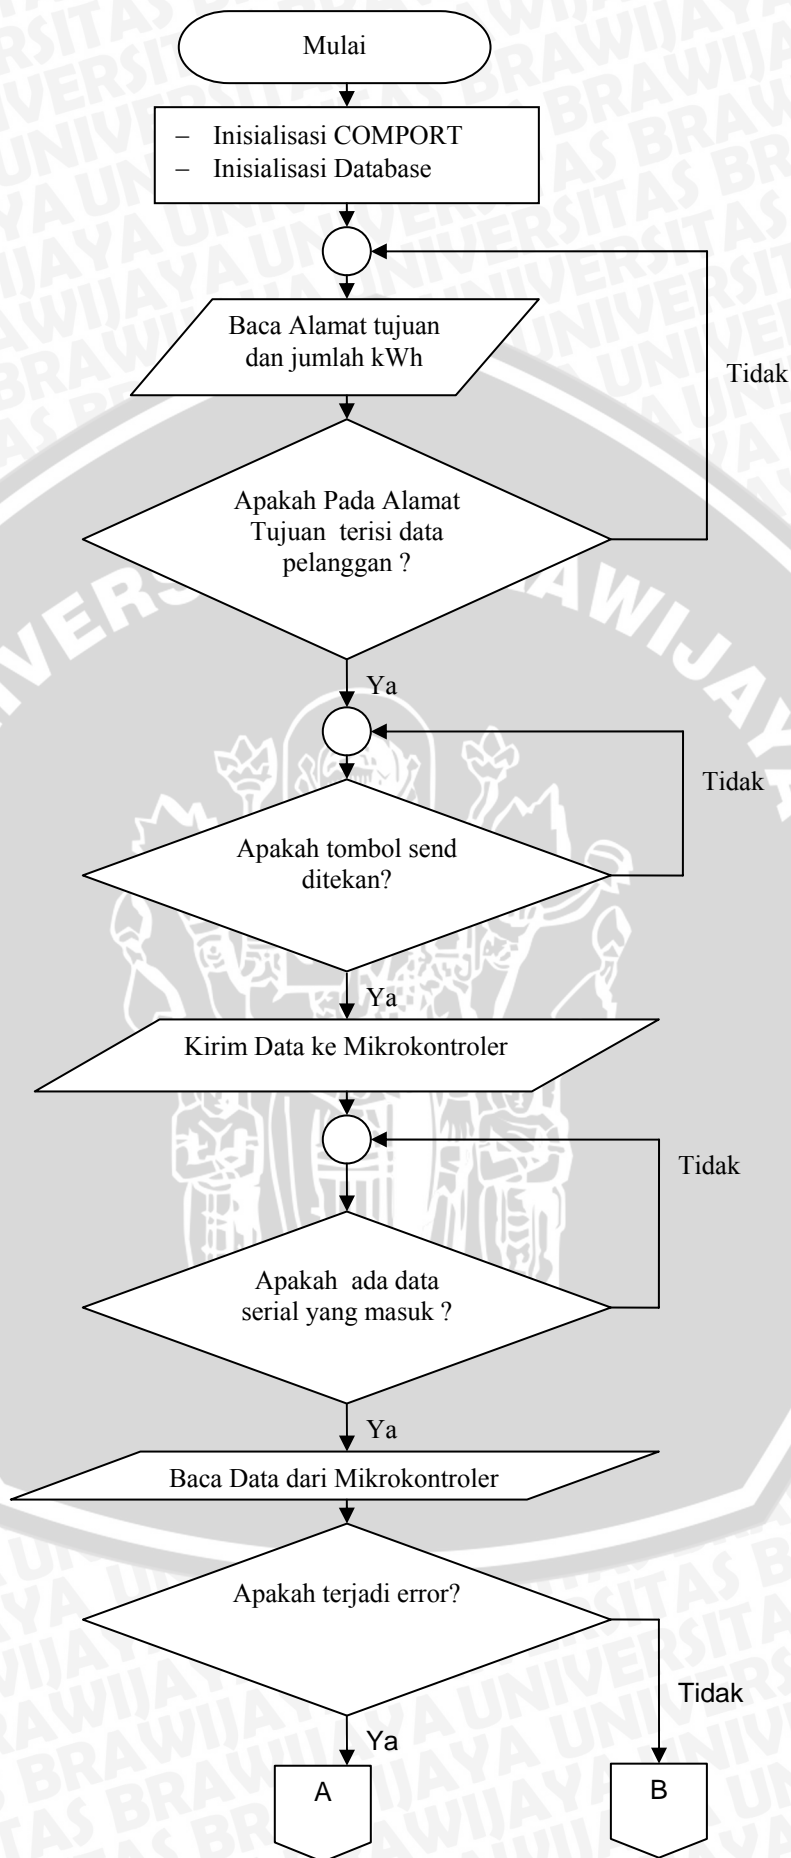 Mulai
– Inisialisasi COMPORT
– Inisialisasi Database
Baca Alamat tujuan
dan jumlah kWh
Tidak
Apakah Pada Alamat
Tujuan terisi data
pelanggan ?
Ya
Tidak
Apakah tombol send
ditekan?
Ya
Kirim Data ke Mikrokontroler
Tidak
Apakah ada data
serial yang masuk ?
Ya
Baca Data dari Mikrokontroler
Apakah terjadi error?
Tidak
Ya
A
B